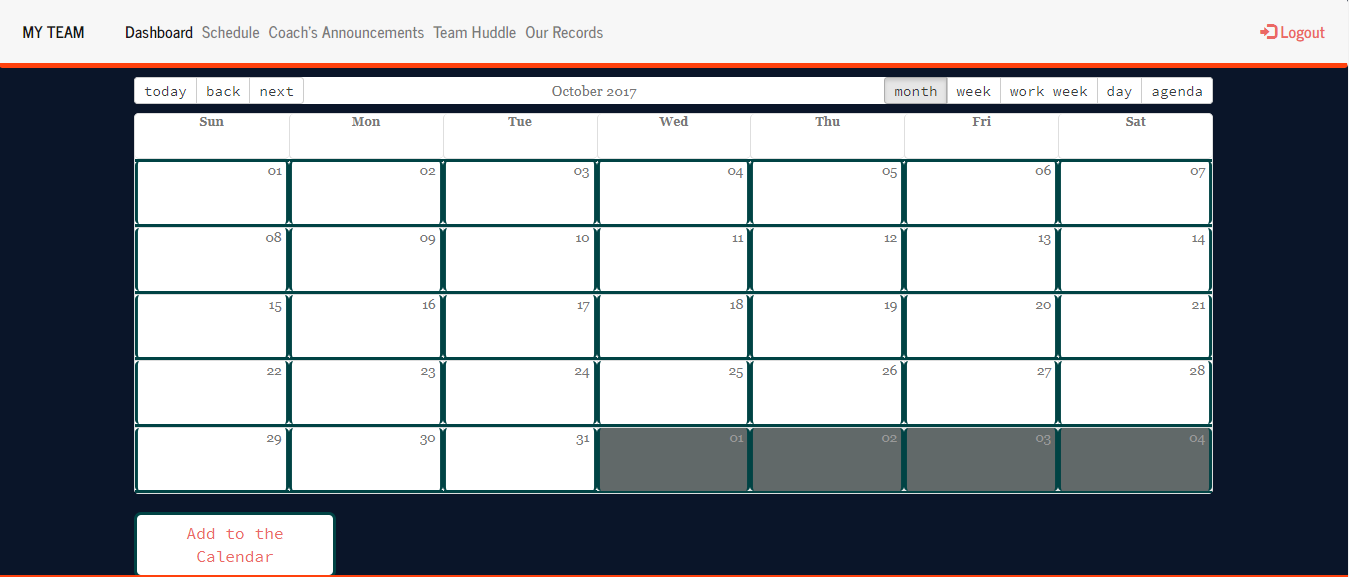 MY TEAM Dashboard Schedule Coach's Announcements Team Huddle Our Records Logout
today back next October 2017 month week work week day agenda
Sun Mon Tue Wed Thu Fri Sat
01 02 03 04 05 06 07
08 09 10 11 12 13 14
15 16 17 18 19 20 21
22 23 24 25 26 27 28
29 30 31 01 02 03 04
Add to the
Calendar